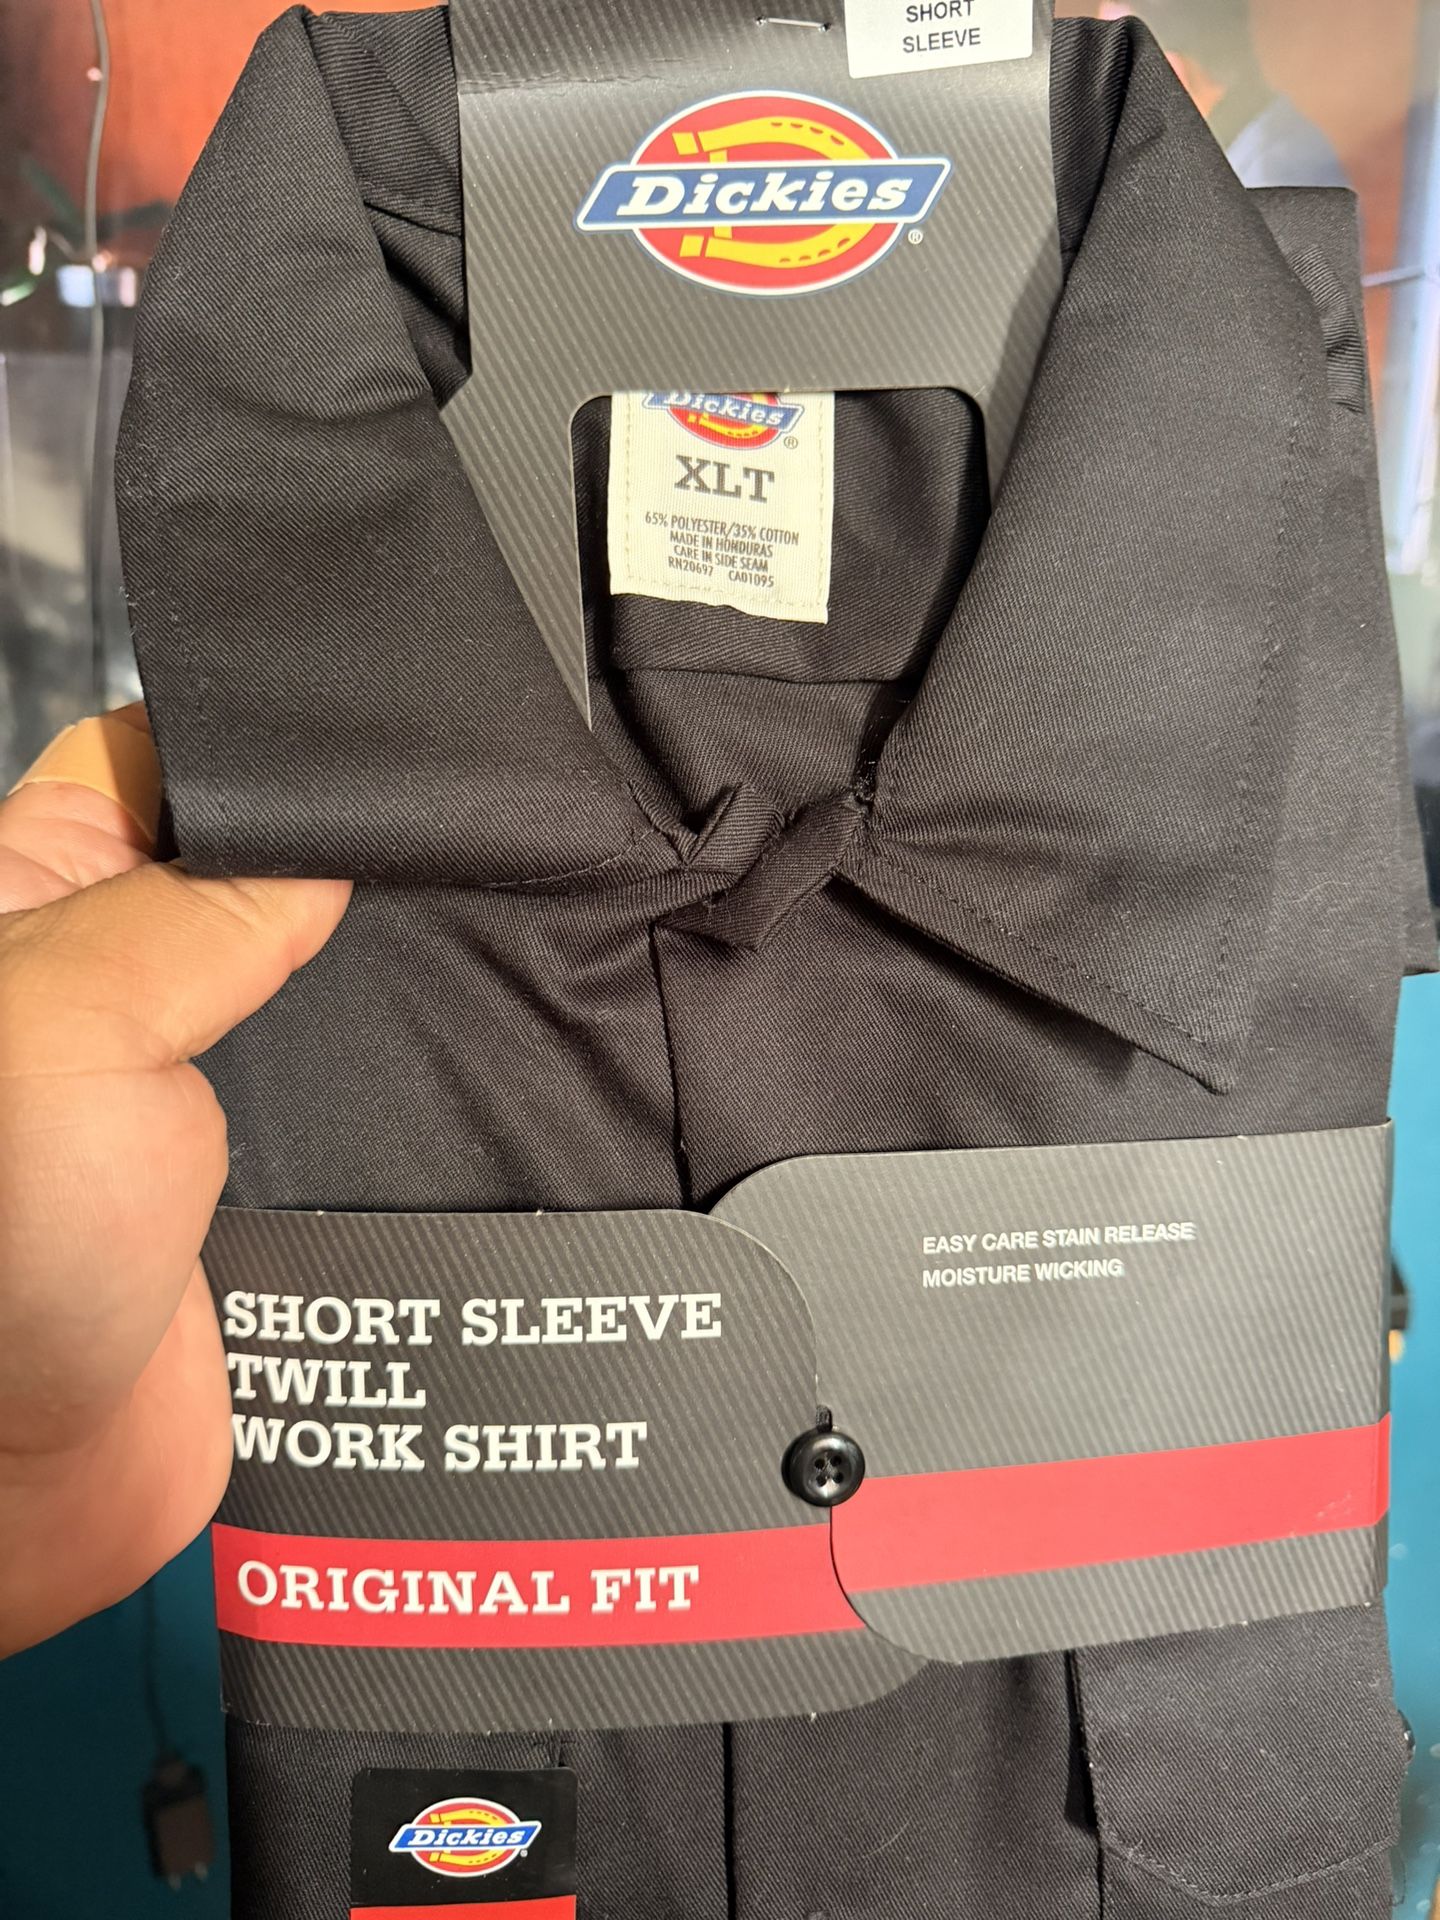 SHORT
SLEEVE
Dickies
®
Dickies
®
XLT
65% POLYESTER/35% COTTON
MADE IN HONDURAS
CARE IN SIDE SEAM
RN20697 CA01095
EASY CARE STAIN RELEASE
MOISTURE WICKING
SHORT SLEEVE
TWILL
WORK SHIRT
ORIGINAL FIT
Dickies